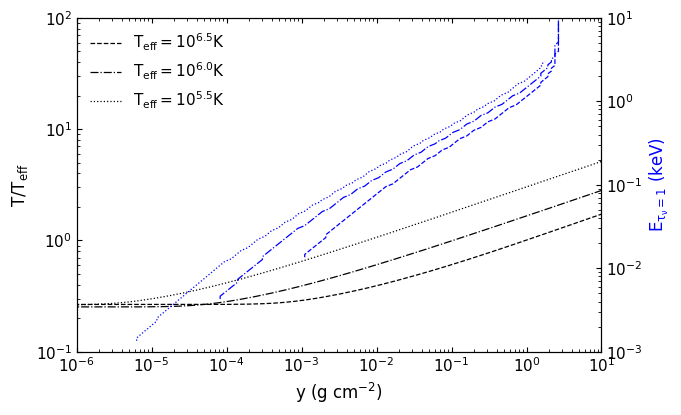 10² 10¹
T_eff = 10^6.5 K
T_eff = 10^6.0 K
T_eff = 10^5.5 K
10⁰
10¹
T/T_eff
E_τν=1 (keV)
10⁻¹
10⁰
10⁻²
10⁻¹ 10⁻³
10⁻⁶ 10⁻⁵ 10⁻⁴ 10⁻³ 10⁻² 10⁻¹ 10⁰ 10¹
y (g cm⁻²)